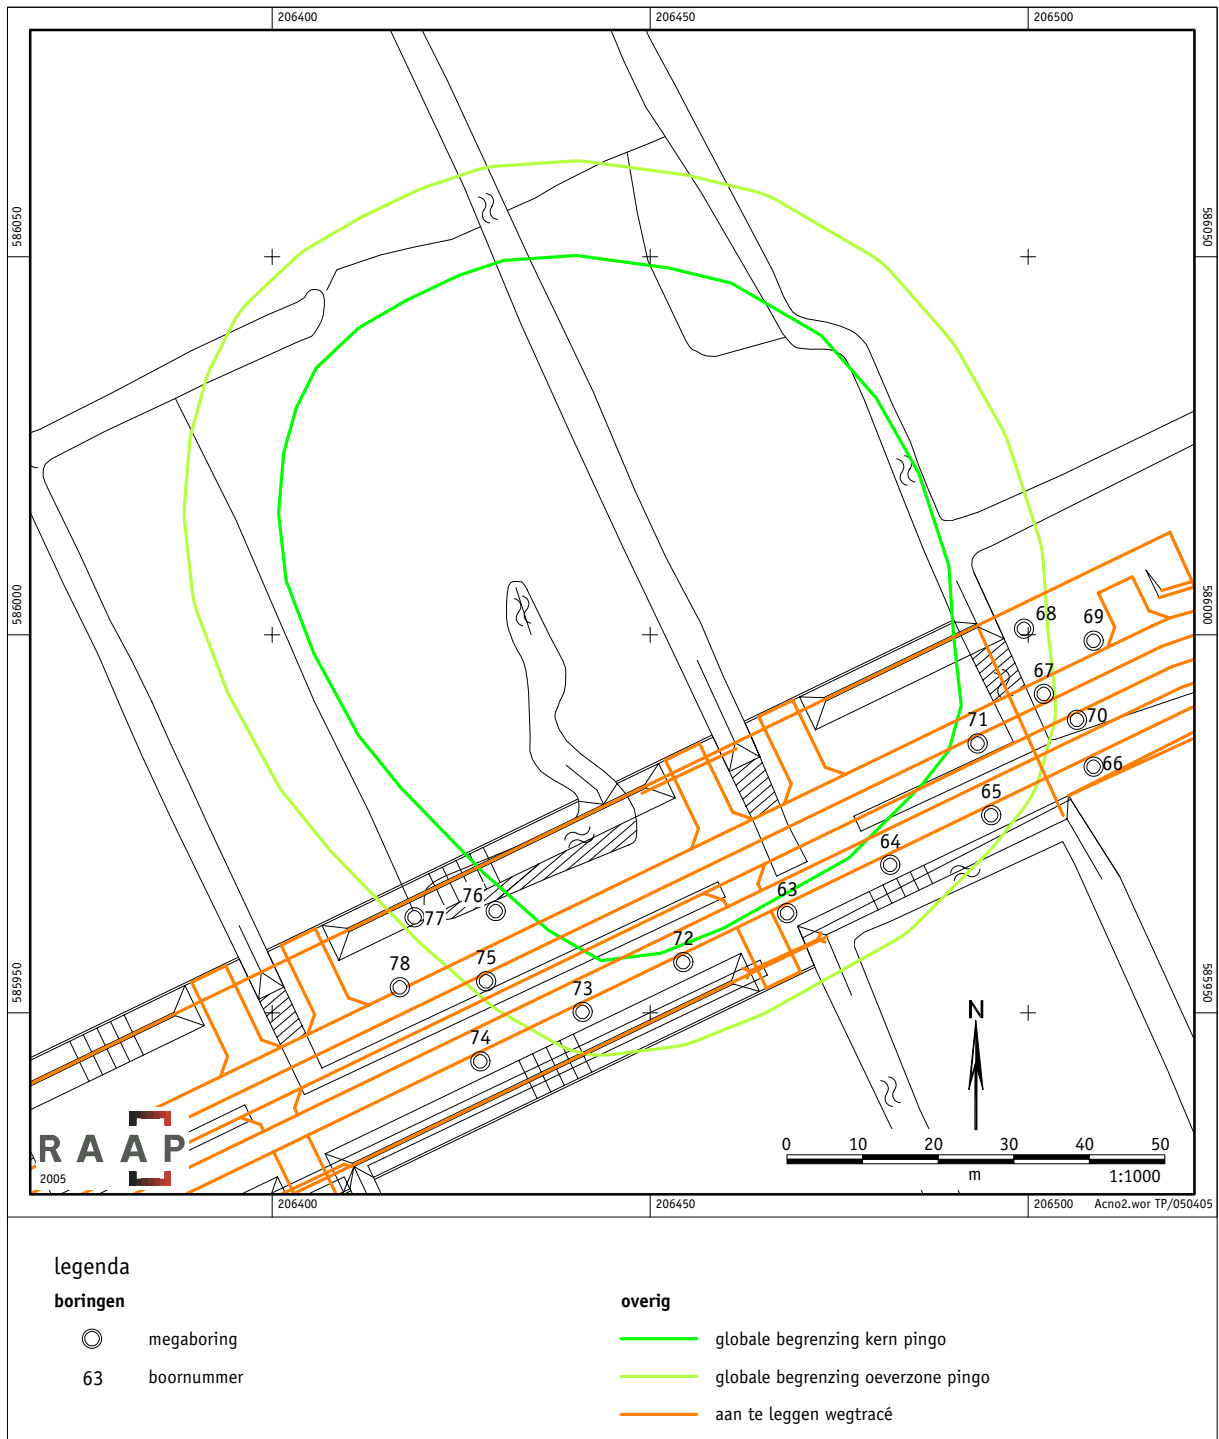 206400 206450 206500
586050 586050
586000 586000
585950 585950
68 69
67
71 70
66
65
64
63
76
77
72
75
78
73
74
N
0 10 20 30 40 50
m 1:1000
RAAP
2005
206400 206450 206500 Acno2.wor TP/050405
legenda
boringen overig
megaboring globale begrenzing kern pingo
63 boornummer globale begrenzing oeverzone pingo
aan te leggen wegtracé